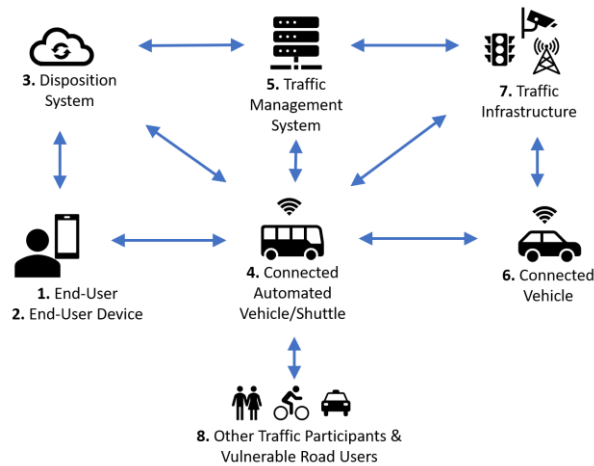 3. Disposition
System
5. Traffic
Management
System
7. Traffic
Infrastructure
1. End-User
2. End-User Device
4. Connected
Automated
Vehicle/Shuttle
6. Connected
Vehicle
8. Other Traffic Participants &
Vulnerable Road Users